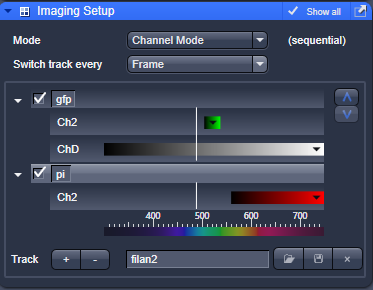 Imaging Setup Show all
Mode Channel Mode (sequential)
Switch track every Frame
gfp
Ch2
ChD
pi
Ch2
400 500 600 700
Track + - filan2